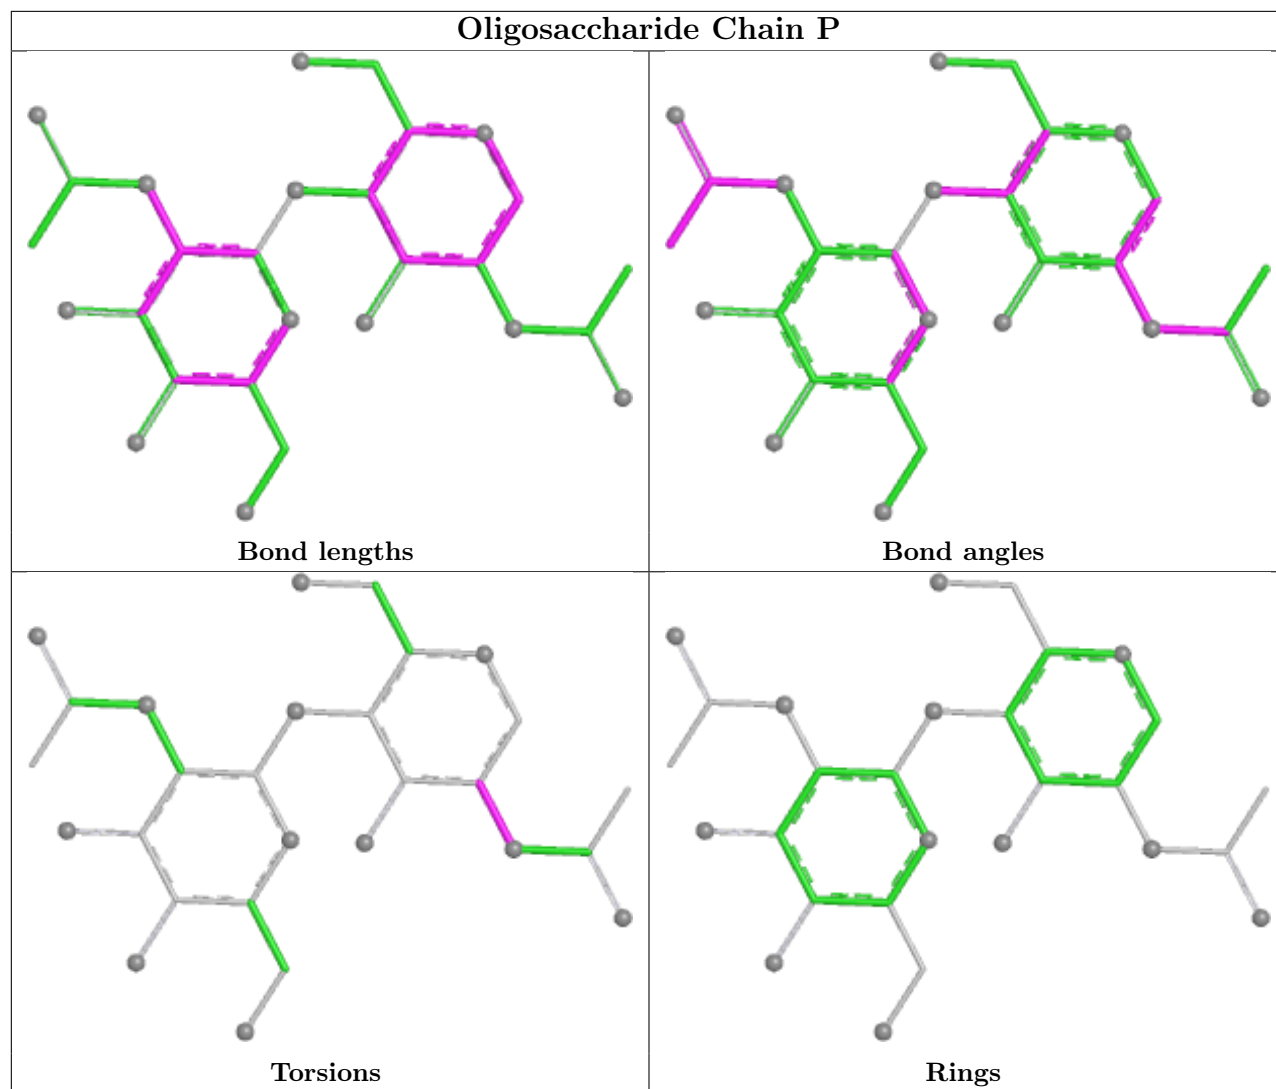 Oligosaccharide Chain P
Bond lengths
Bond angles
Torsions
Rings